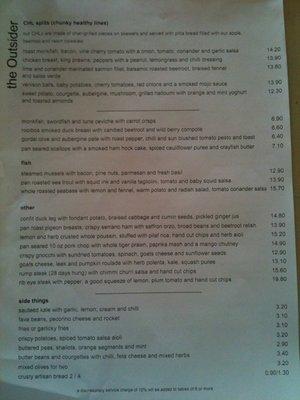 the Outsider
CHL spills (chunky healthy lines)
our CHLs are made of char-grilled pieces on skewers and served with pitta bread filled with our apple,
beetroot and raisin coleslaw
roast monkfish, bacon, vine cherry tomato with a onion, tomato, coriander and garlic salsa 14.20
chicken breast, king prawns, peppers with a peanut, lemongrass and chilli dressing 13.90
lime and coriander marinated salmon fillet, balsamic roasted beetroot, braised fennel 13.80
and salsa verde
venison balls, baby potatoes, cherry tomatoes, red onions and a smoked mojo sauce 13.90
sweet potato, courgette, aubergine, mushroom, grilled halloumi with orange and mint yoghurt 12.30
and toasted almonds
monkfish, swordfish and tuna ceviche with carrot crisps 6.90
rooibos smoked duck breast with candied beetroot and wild berry compote 6.60
gordal olive and aubergine pate with roast pepper, chilli and sun blushed tomato pesto and toast 6.40
pan seared scallops with a smoked ham hock cake, spiced cauliflower puree and crayfish butter 7.10
fish
steamed mussels with bacon, pine nuts, parmesan and fresh basil 12.90
pan roasted sea trout with squid ink and vanilla tagliolini, tomato and baby squid salsa 13.90
whole roasted seabass with lemon and fennel, warm potato and radish salad, tomato coriander salsa 15.70
other
confit duck leg with fondant potato, braised cabbage and cumin seeds, pickled ginger jus 14.80
pan roast pigeon breasts, crispy serrano ham with saffron orzo, broad beans and beetroot relish 13.90
lemon and herb crusted whole poussin, stuffed with pilaf rice, hand cut chips and herb aioli 15.20
pan seared 10 oz pork chop with whole tiger prawn, paprika mash and a mango chutney 14.90
crispy gnocchi with sundried tomatoes, spinach, goats cheese and sunflower seeds 12.90
goats cheese, leek and pumpkin roulade with herb polenta, kale, squash puree 13.10
rump steak (28 days hung) with chimmi churri salsa and hand cut chips 15.60
rib eye steak with pepper, a good squeeze of lemon, plum tomato and hand cut chips 19.80
side things
sauteed kale with garlic, lemon, cream and chilli 3.20
fava beans, pecorino cheese and rocket 3.10
fries or garlicky fries 3.10
crispy potatoes, spiced tomato salsa aioli 3.20
buttered peas, shallots, orange segments and mint 2.90
butter beans and courgettes with chilli, feta cheese and mixed herbs 3.40
mixed olives for two 3.20
crusty artisan bread 2 / 4 0.90/1.30
a discretionary service charge of 10% will be added to tables of 6 or more